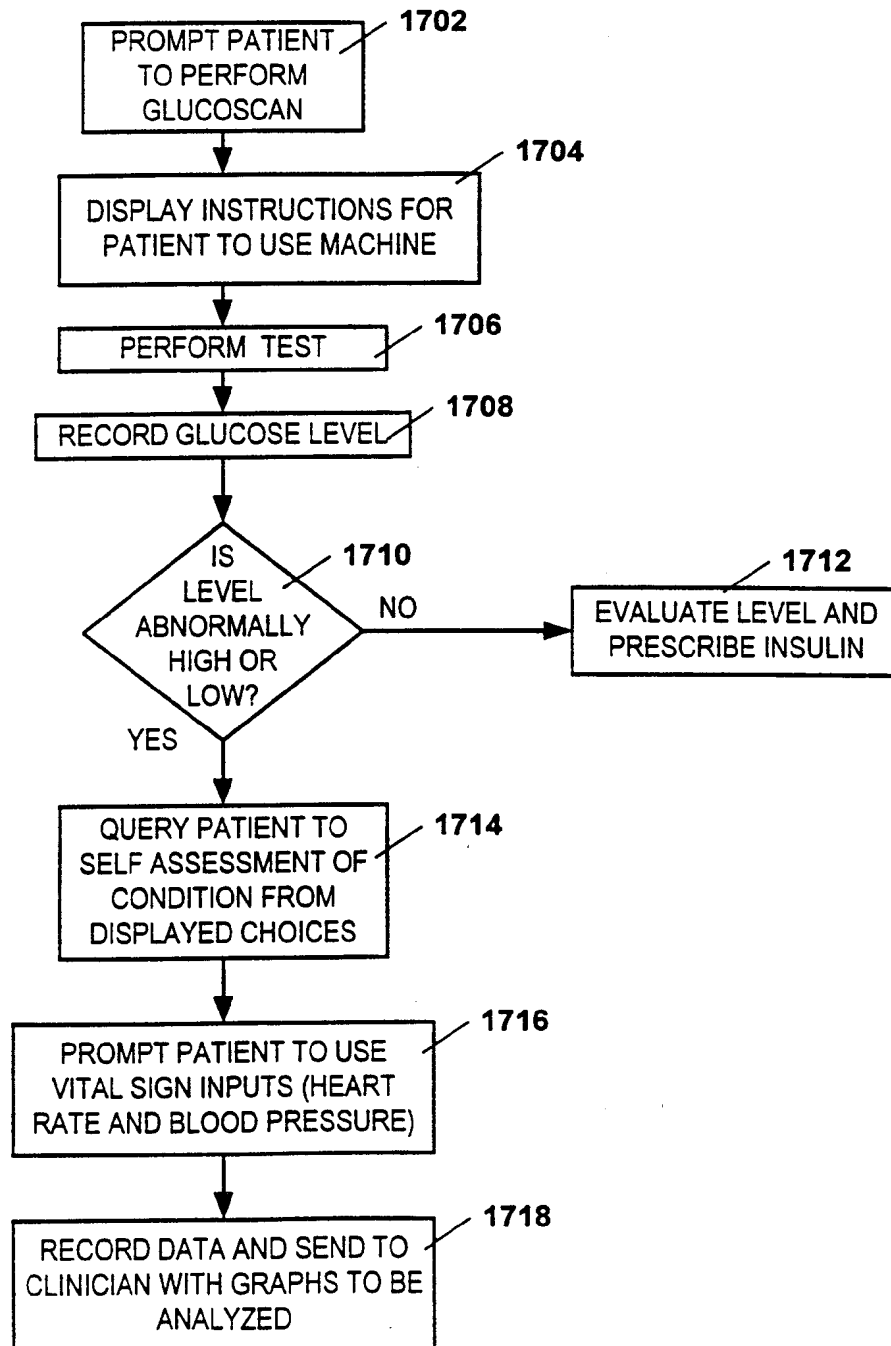 1702
PROMPT PATIENT
TO PERFORM
GLUCOSCAN
1704
DISPLAY INSTRUCTIONS FOR
PATIENT TO USE MACHINE
1706
PERFORM TEST
1708
RECORD GLUCOSE LEVEL
1710
IS
LEVEL
ABNORMALLY
HIGH OR
LOW?
NO
1712
EVALUATE LEVEL AND
PRESCRIBE INSULIN
YES
1714
QUERY PATIENT TO
SELF ASSESSMENT OF
CONDITION FROM
DISPLAYED CHOICES
1716
PROMPT PATIENT TO USE
VITAL SIGN INPUTS (HEART
RATE AND BLOOD PRESSURE)
1718
RECORD DATA AND SEND TO
CLINICIAN WITH GRAPHS TO BE
ANALYZED